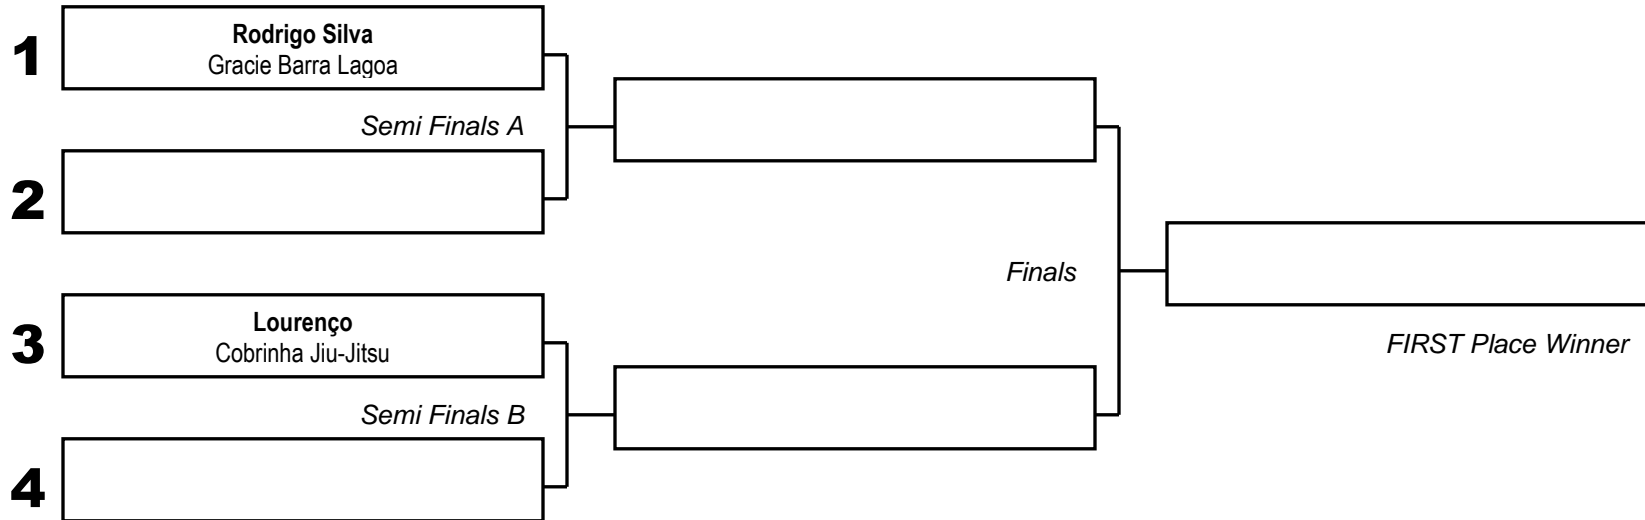 1
Rodrigo Silva
Gracie Barra Lagoa
Semi Finals A
2
Finals
3
Lourenço
Cobrinha Jiu-Jitsu
FIRST Place Winner
Semi Finals B
4